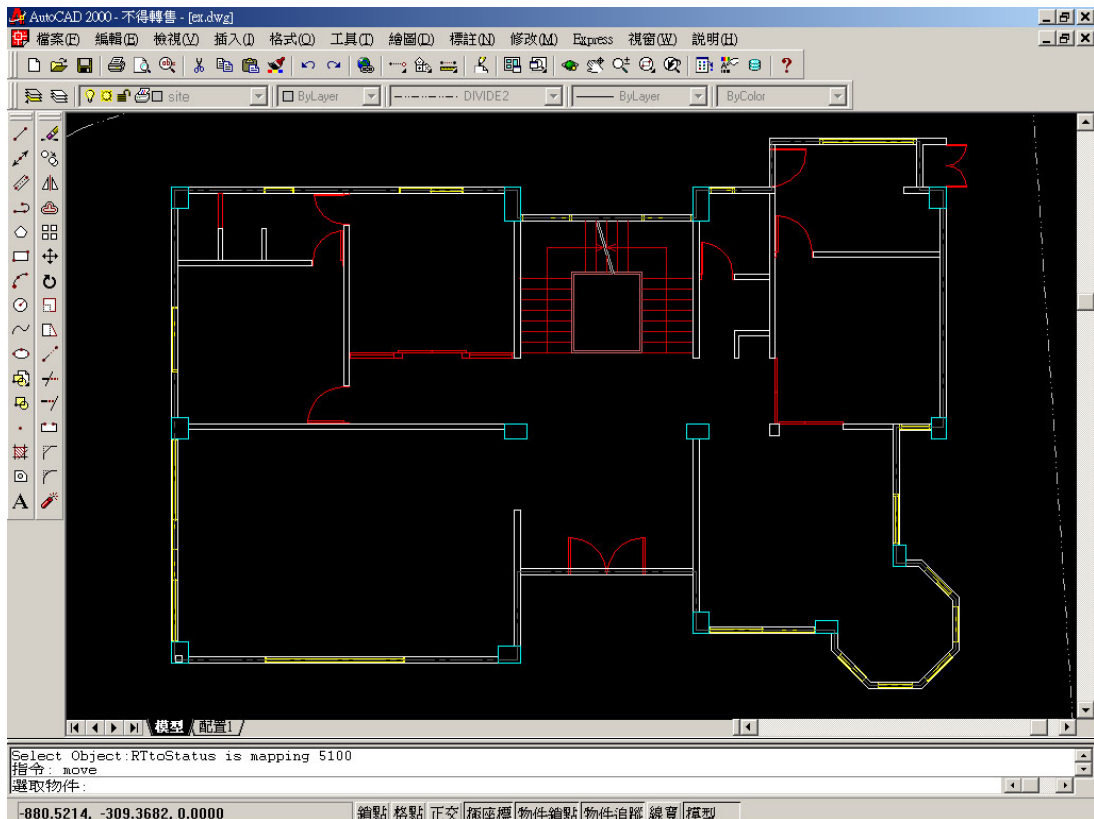 AutoCAD 2000 - 不得轉售 - [ex.dwg]
檔案(F) 編輯(E) 檢視(V) 插入(I) 格式(O) 工具(T) 繪圖(D) 標註(N) 修改(M) Express 視窗(W) 說明(H)
site ByLayer DIVIDE2 ByLayer ByColor
A
模型 配置1
Select Object:RTtoStatus is mapping 5100
指令: move
選取物件:
-880.5214, -309.3682, 0.0000 鎖點 格點 正交 極座標 物件鎖點 物件追蹤 線寬 模型